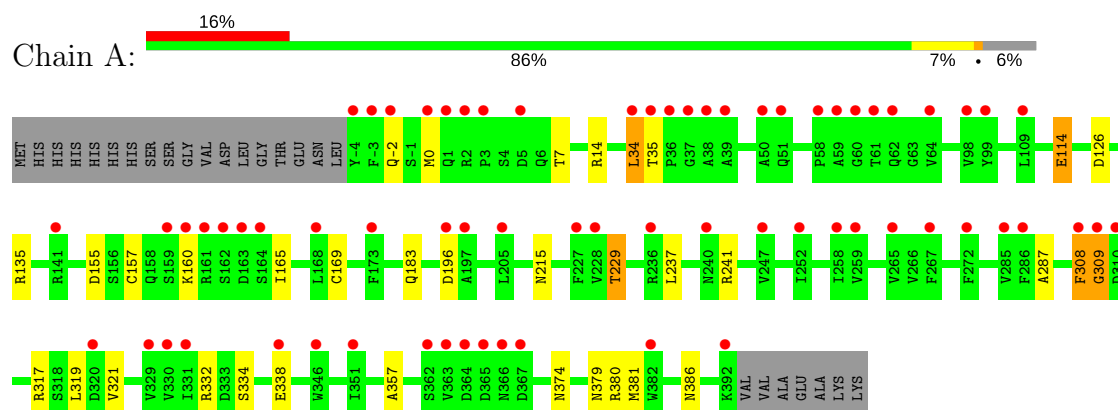 16%
Chain A:
86% 7% • 6%
MET HIS HIS HIS HIS HIS HIS SER SER GLY VAL ASP LEU GLY THR GLU ASN LEU Y-4 F-3 Q-2 S-1 M0 Q1 R2 P3 S4 D5 Q6 T7 R14 L34 T35 P36 G37 A38 A39 A50 Q51 P58 A59 G60 T61 Q62 G63 V64 V98 Y99 L109 E114 D126
R135 R141 D155 S156 C157 Q158 S159 K160 R161 S162 D163 S164 I165 L168 C169 F173 Q183 D196 A197 L205 N215 F227 V228 T229 R236 L237 N240 R241 V247 I252 I258 V259 V265 V266 F267 F272 V285 F286 A287 F308 G309
R317 S318 L319 D320 V321 V329 V330 I331 R332 D333 S334 E338 W346 I351 A357 S362 V363 D364 D365 N366 D367 N374 N379 R380 M381 W382 N386 K392 VAL VAL ALA GLU ALA LYS LYS